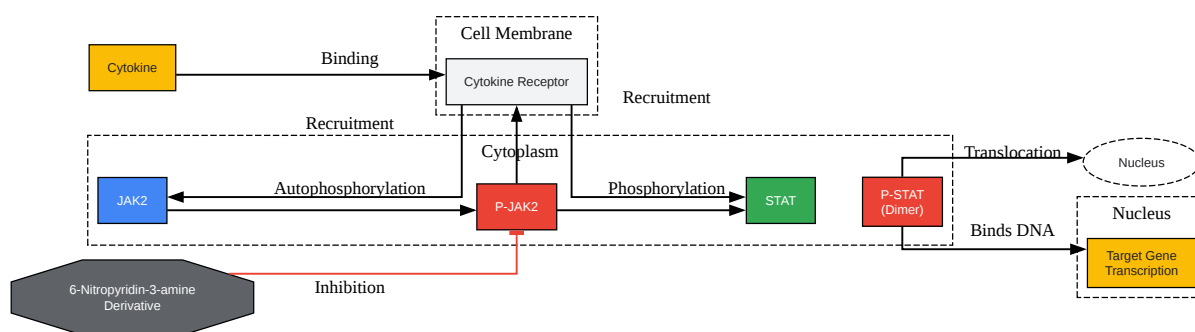 Cell Membrane
Cytokine
Binding
Cytokine Receptor
Recruitment
Recruitment
Cytoplasm
Translocation
Nucleus
JAK2
Autophosphorylation
P-JAK2
Phosphorylation
STAT
P-STAT
(Dimer)
Nucleus
Binds DNA
Target Gene
Transcription
6-Nitropyridin-3-amine
Derivative
Inhibition